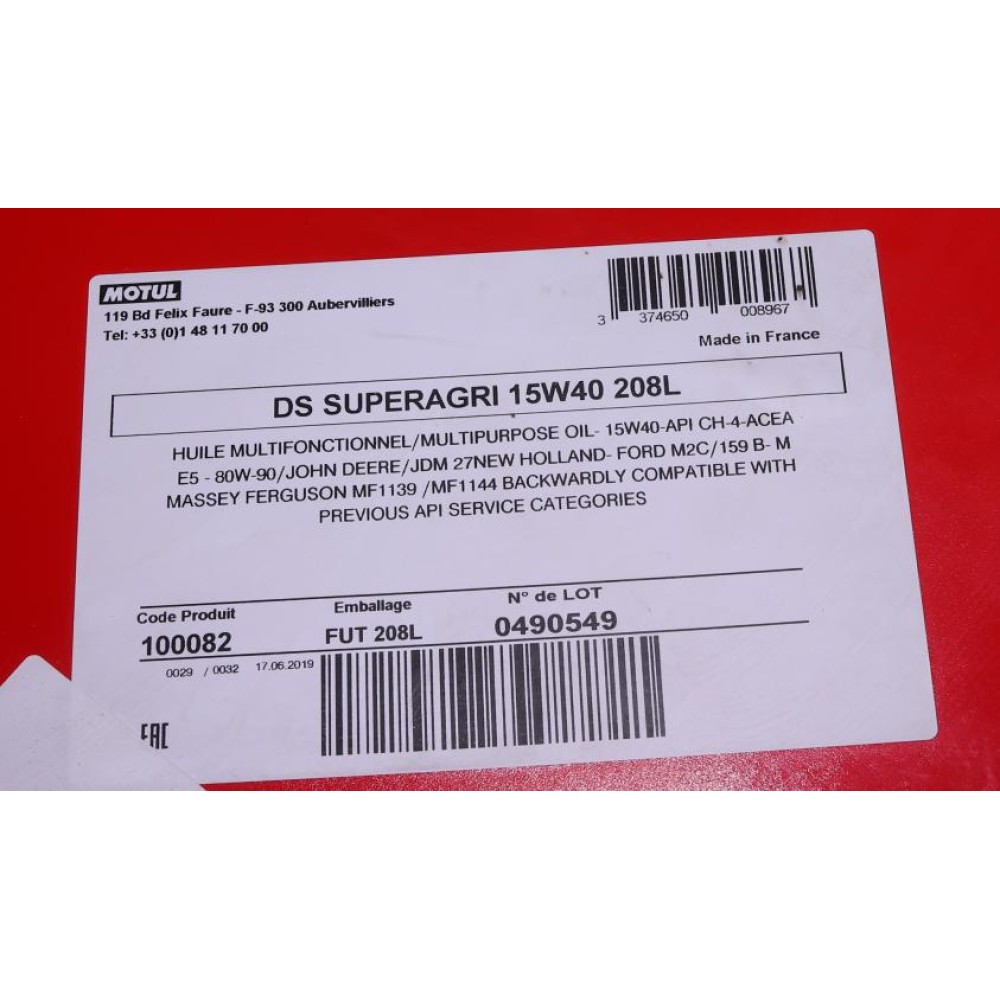 MOTUL
119 Bd Felix Faure - F-93 300 Aubervilliers
Tel: +33 (0)1 48 11 70 00
3 374650 008967
Made in France
DS SUPERAGRI 15W40 208L
HUILE MULTIFONCTIONNEL/MULTIPURPOSE OIL- 15W40-API CH-4-ACEA
E5 - 80W-90/JOHN DEERE/JDM 27NEW HOLLAND- FORD M2C/159 B- M
MASSEY FERGUSON MF1139 /MF1144 BACKWARDLY COMPATIBLE WITH
PREVIOUS API SERVICE CATEGORIES
Code Produit Emballage N° de LOT
100082 FUT 208L 0490549
0029 / 0032 17.06.2019
EAC